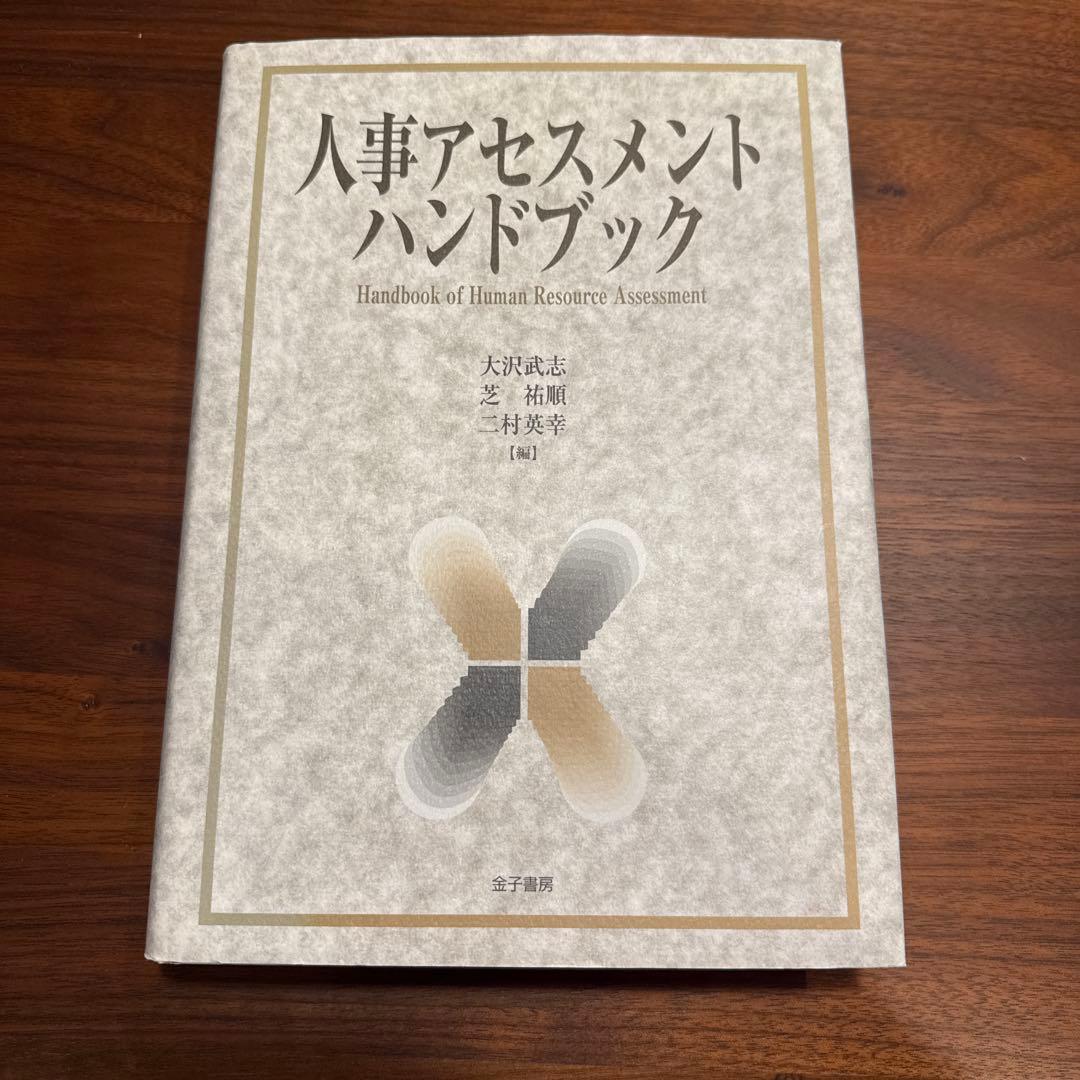 人事アセスメント
ハンドブック
Handbook of Human Resource Assessment
大沢武志
芝　祐順
二村英幸
【編】
金子書房